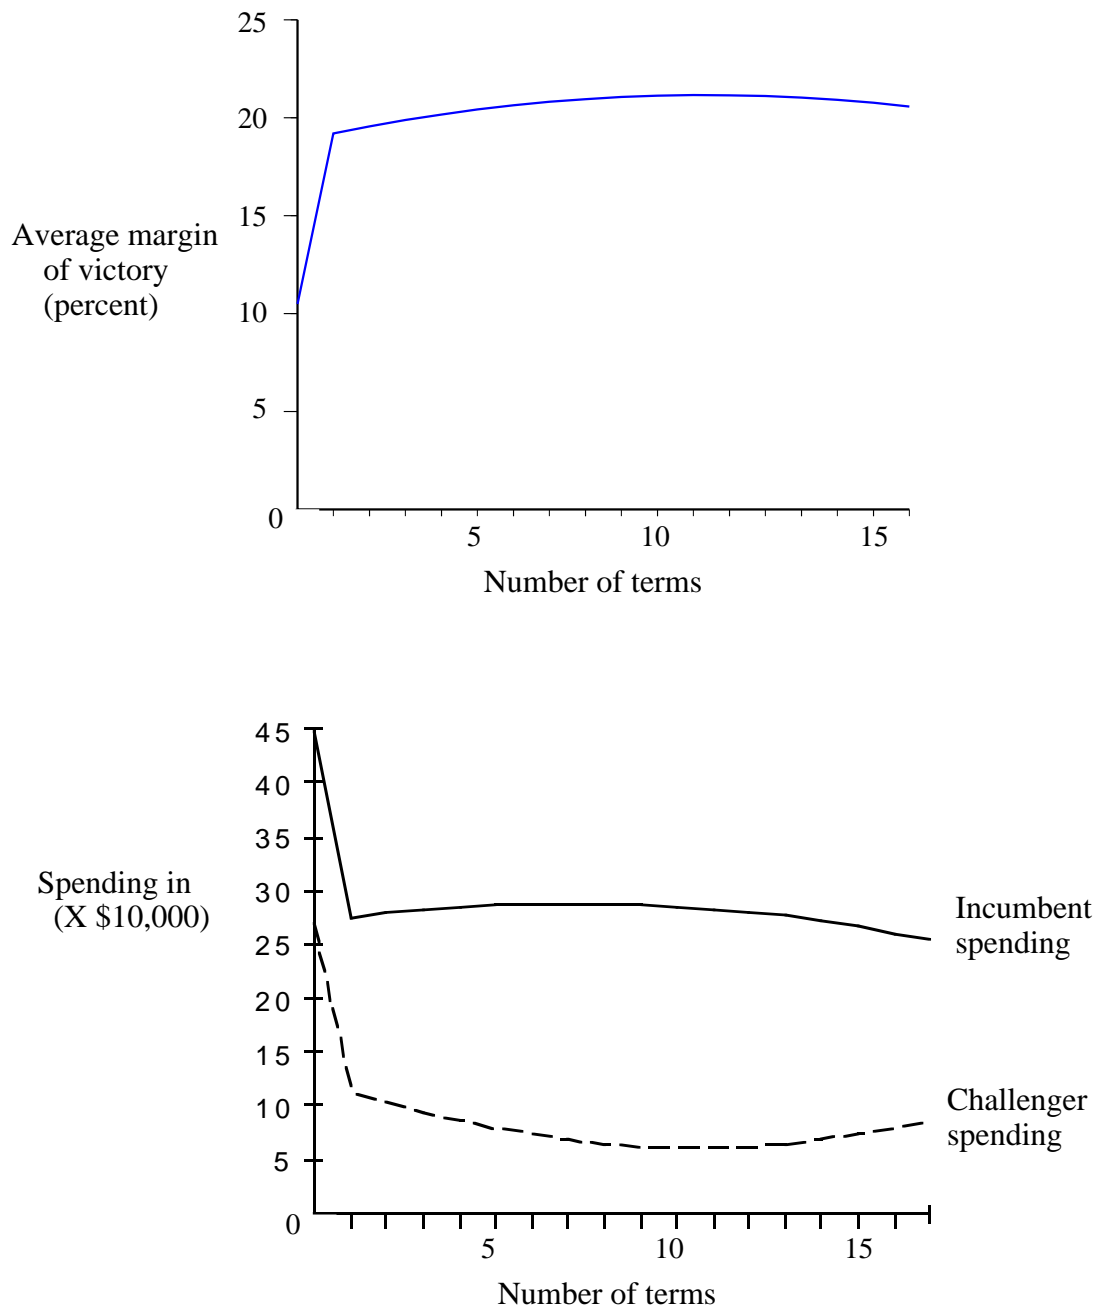 25
20
15
Average margin
of victory
(percent)
10
5
0
5 10 15
Number of terms
45
40
35
Spending in
(X $10,000)
30
Incumbent
spending
25
20
15
10
Challenger
spending
5
0
5 10 15
Number of terms